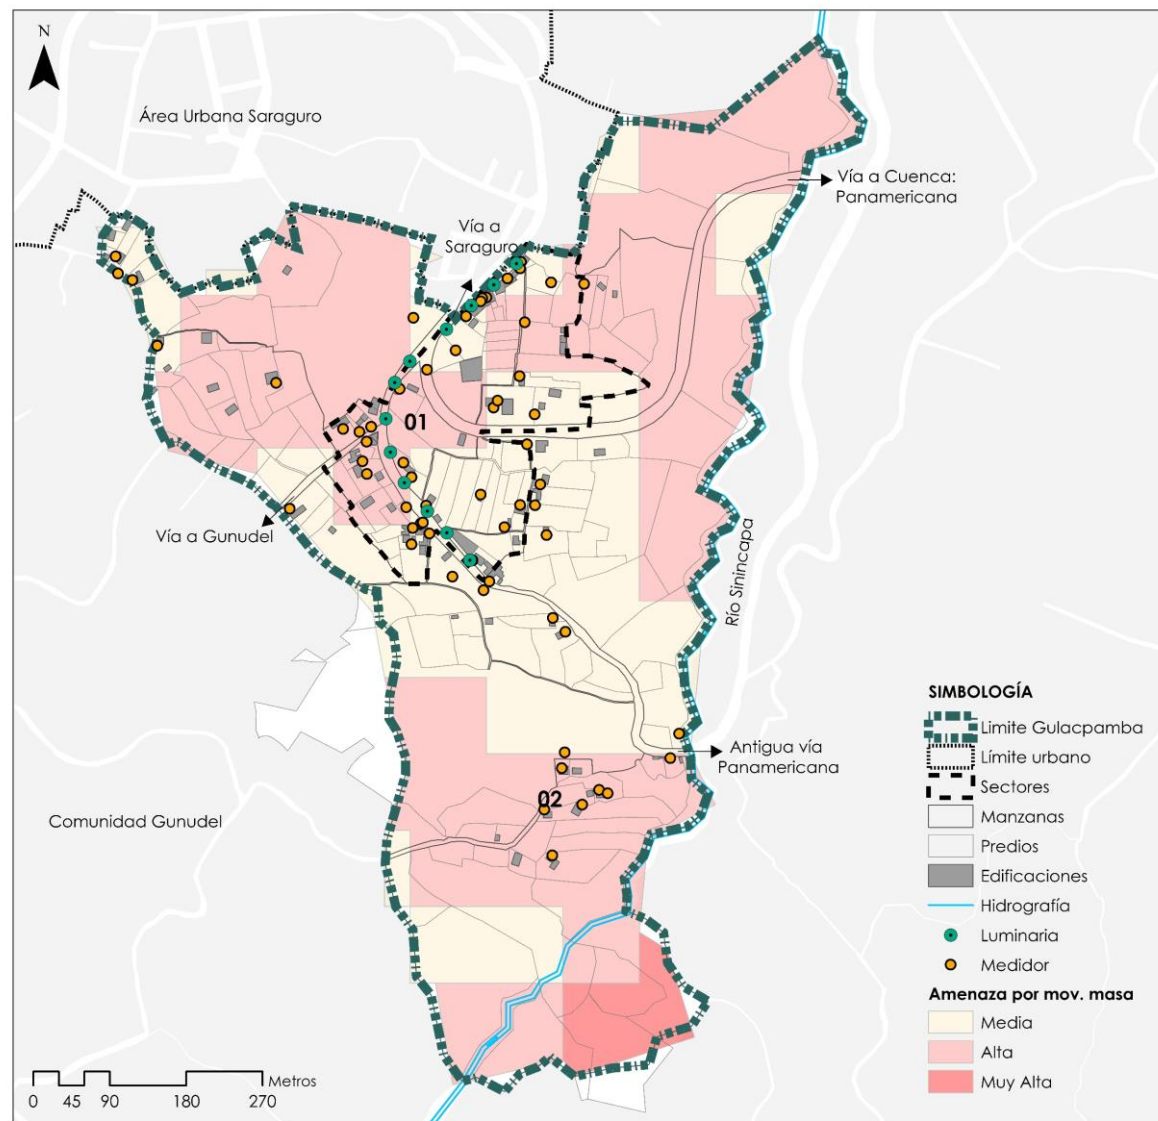 N
Área Urbana Saraguro
Vía a Cuenca:
Panamericana
Vía a
Saraguro
01
Vía a Gunudel
Río Sinincapa
Antigua vía
Panamericana
02
Comunidad Gunudel
SIMBOLOGÍA
Limite Gulacpamba
Límite urbano
Sectores
Manzanas
Predios
Edificaciones
Hidrografía
Luminaria
Medidor
Amenaza por mov. masa
Media
Alta
Muy Alta
Metros
0 45 90 180 270